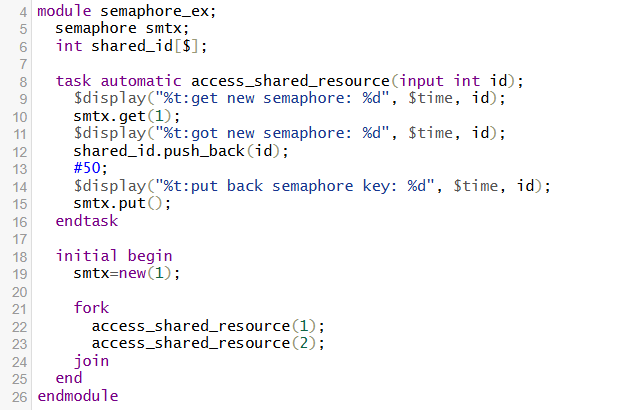 4 module semaphore_ex;
5   semaphore smtx;
6   int shared_id[$];
7
8   task automatic access_shared_resource(input int id);
9     $display("%t:get new semaphore: %d", $time, id);
10     smtx.get(1);
11     $display("%t:got new semaphore: %d", $time, id);
12     shared_id.push_back(id);
13     #50;
14     $display("%t:put back semaphore key: %d", $time, id);
15     smtx.put();
16   endtask
17
18   initial begin
19     smtx=new(1);
20
21     fork
22       access_shared_resource(1);
23       access_shared_resource(2);
24     join
25   end
26 endmodule